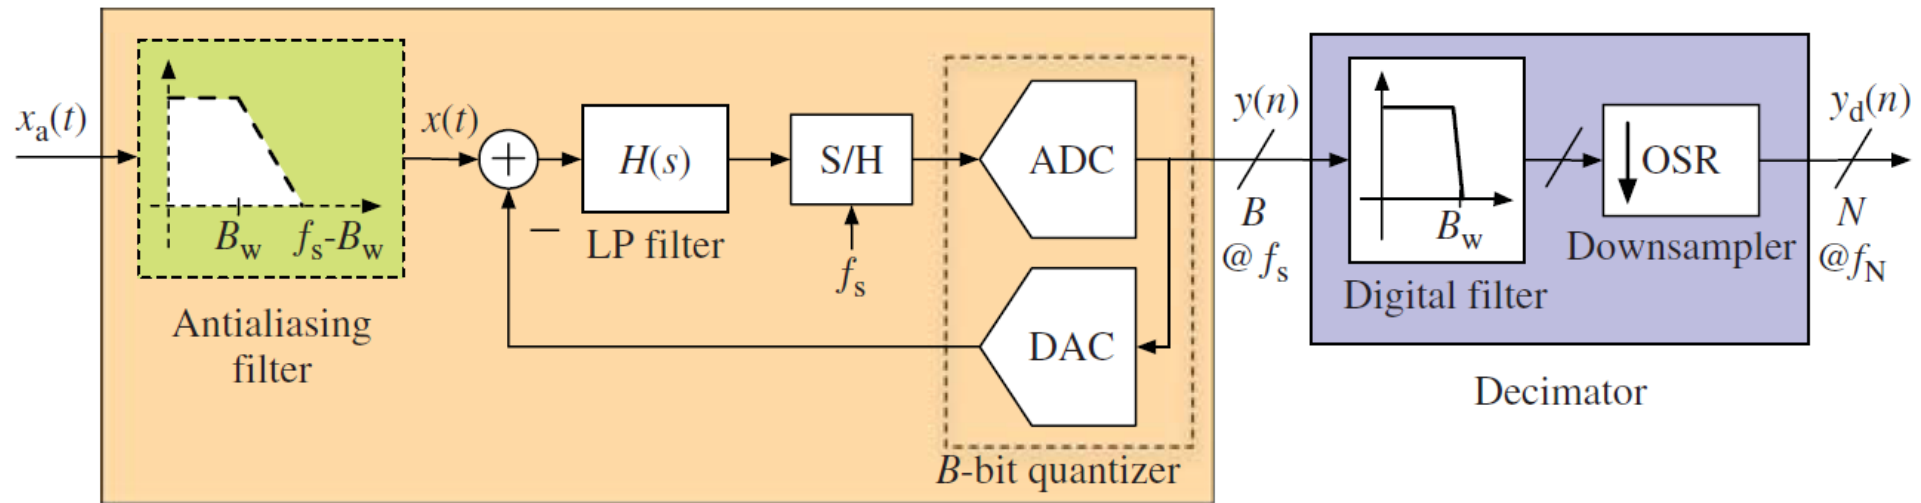 xa(t)
Bw
fs-Bw
Antialiasing
filter
x(t)
+
−
H(s)
LP filter
S/H
fs
ADC
DAC
B-bit quantizer
y(n)
B
@ fs
Bw
Digital filter
OSR
Downsampler
Decimator
yd(n)
N
@fN